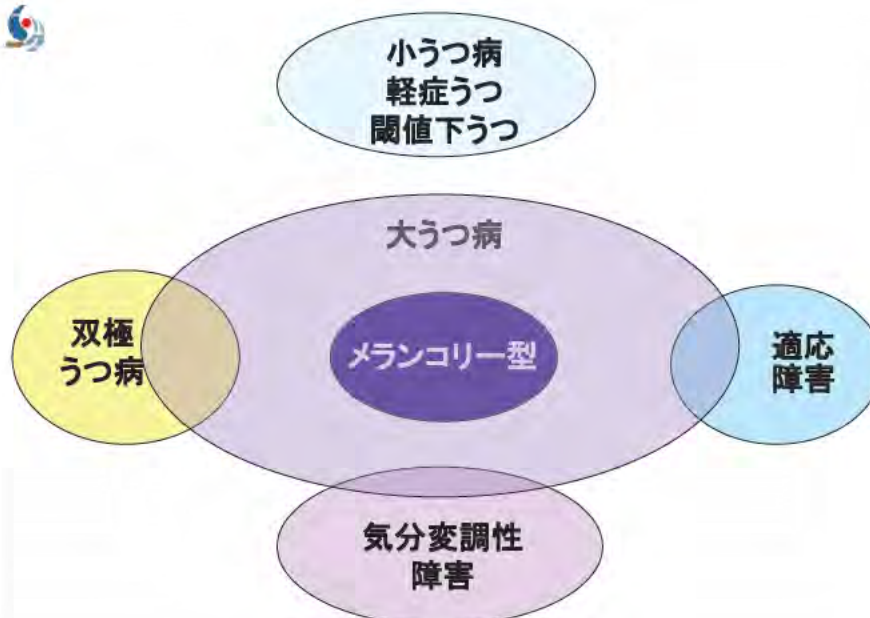 小うつ病
軽症うつ
閾値下うつ
大うつ病
双極
うつ病
メランコリー型
適応
障害
気分変調性
障害